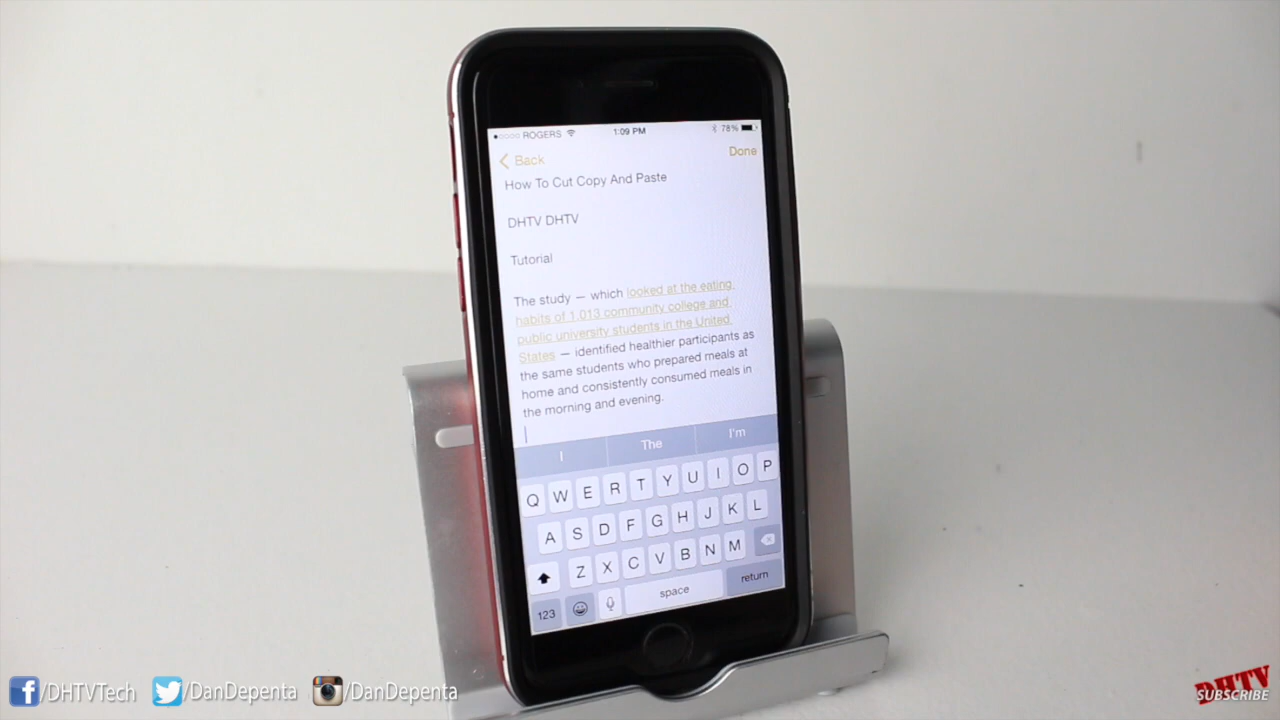 ROGERS 1:09 PM 78%
Back Done
How To Cut Copy And Paste
DHTV DHTV
Tutorial
The study — which looked at the eating
habits of 1,013 community college and
public university students in the United
States — identified healthier participants as
the same students who prepared meals at
home and consistently consumed meals in
the morning and evening.
I The I'm
Q W E R T Y U I O P
A S D F G H J K L
Z X C V B N M
123 space return
/DHTVTech /DanDepenta /DanDepenta
DHTV
SUBSCRIBE